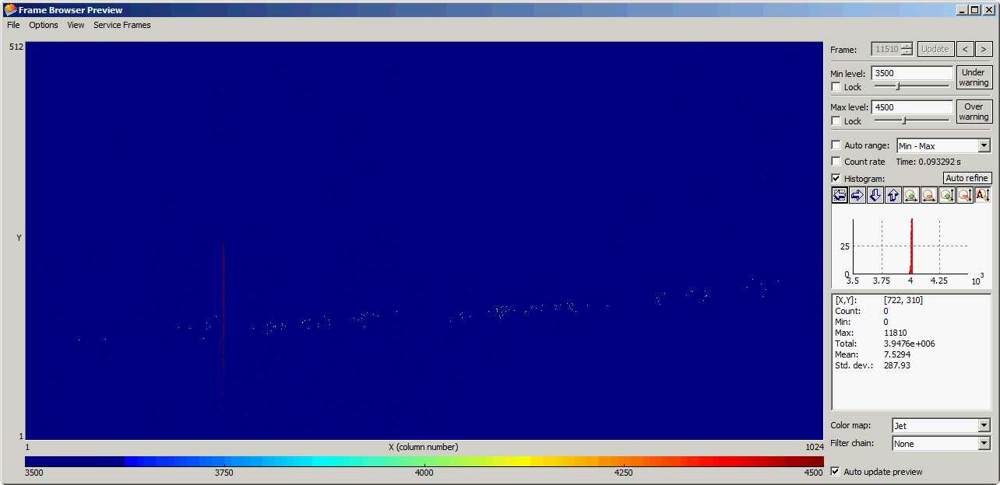 Frame Browser Preview
File Options View Service Frames
512
Y
1
1 X (column number) 1024
3500 3750 4000 4250 4500
Frame: 11510 Update < >
Min level: 3500 Under warning
Lock
Max level: 4500 Over warning
Lock
Auto range: Min - Max
Count rate Time: 0.093292 s
Histogram: Auto refine
A
25
0
3.5 3.75 4 4.25 10³
[X,Y]: [722, 310]
Count: 0
Min: 0
Max: 11810
Total: 3.9476e+006
Mean: 7.5294
Std. dev.: 287.93
Color map: Jet
Filter chain: None
Auto update preview